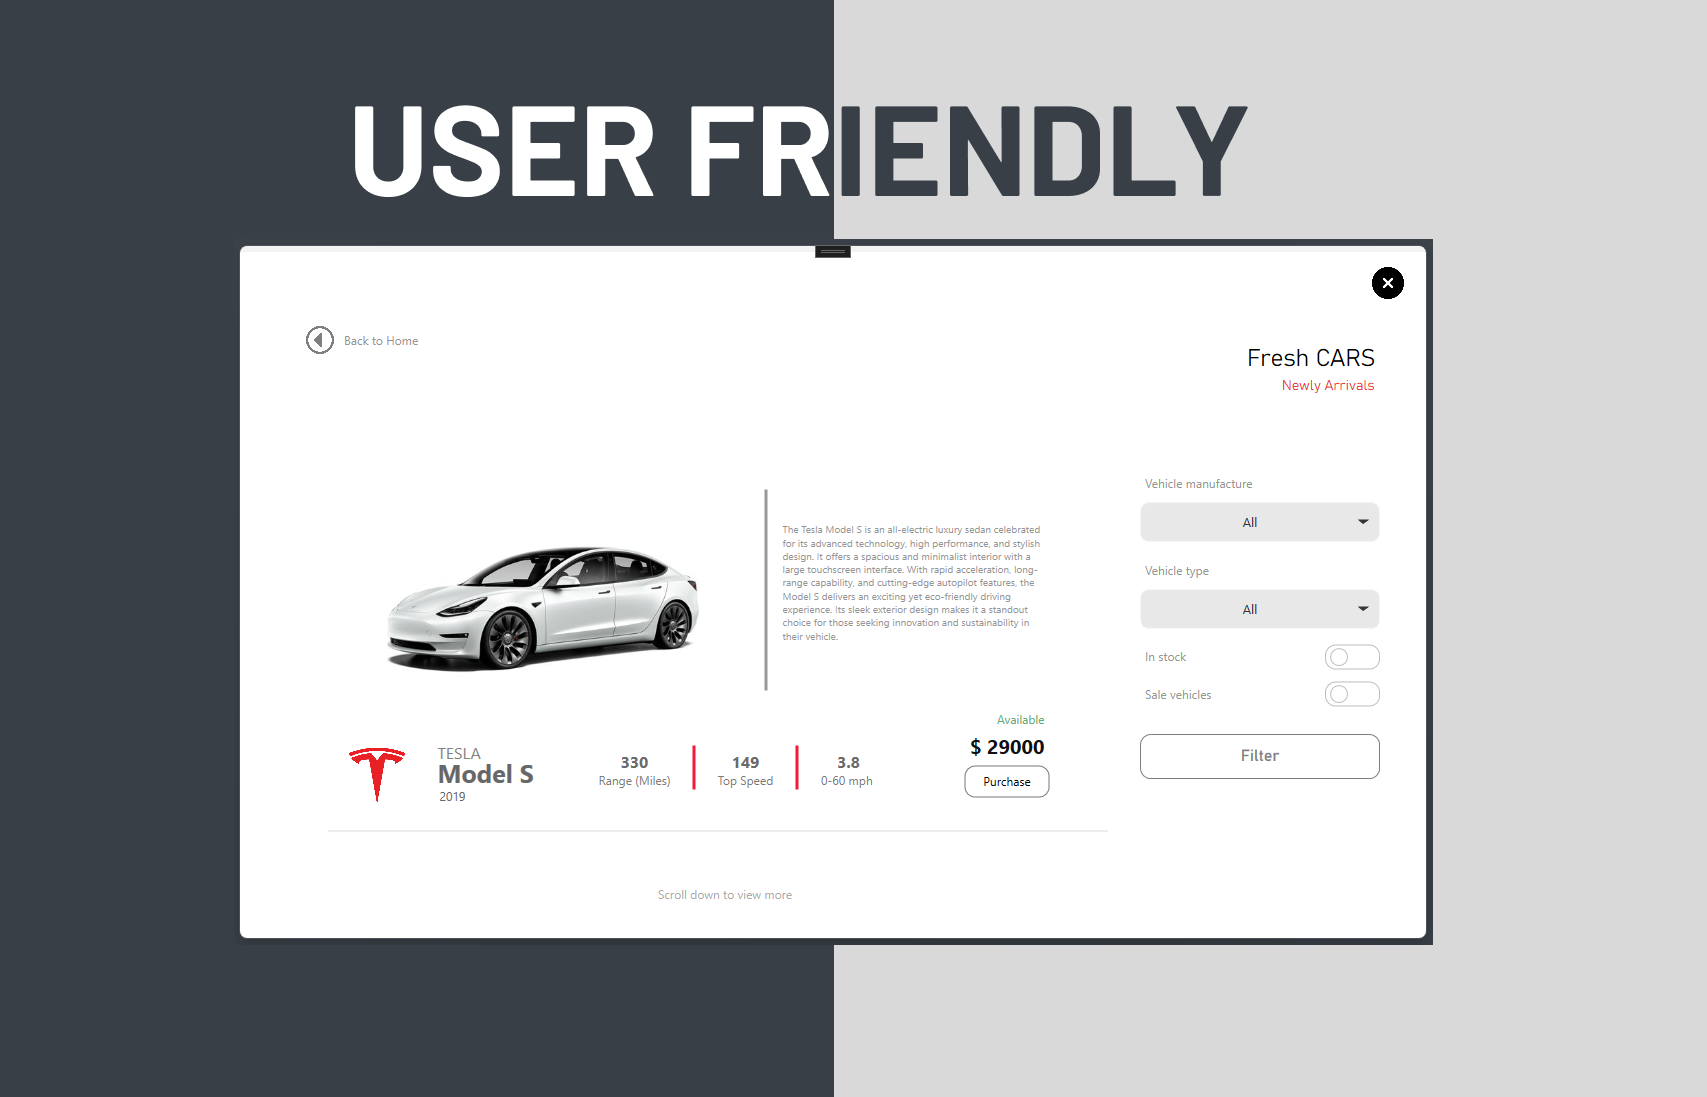 USER FRIENDLY
Back to Home
Fresh CARS
Newly Arrivals
The Tesla Model S is an all-electric luxury sedan celebrated
for its advanced technology, high performance, and stylish
design. It offers a spacious and minimalist interior with a
large touchscreen interface. With rapid acceleration, long-
range capability, and cutting-edge autopilot features, the
Model S delivers an exciting yet eco-friendly driving
experience. Its sleek exterior design makes it a standout
choice for those seeking innovation and sustainability in
their vehicle.
Available
$ 29000
Purchase
TESLA
Model S
2019
330
Range (Miles)
149
Top Speed
3.8
0-60 mph
Vehicle manufacture
All
Vehicle type
All
In stock
Sale vehicles
Filter
Scroll down to view more